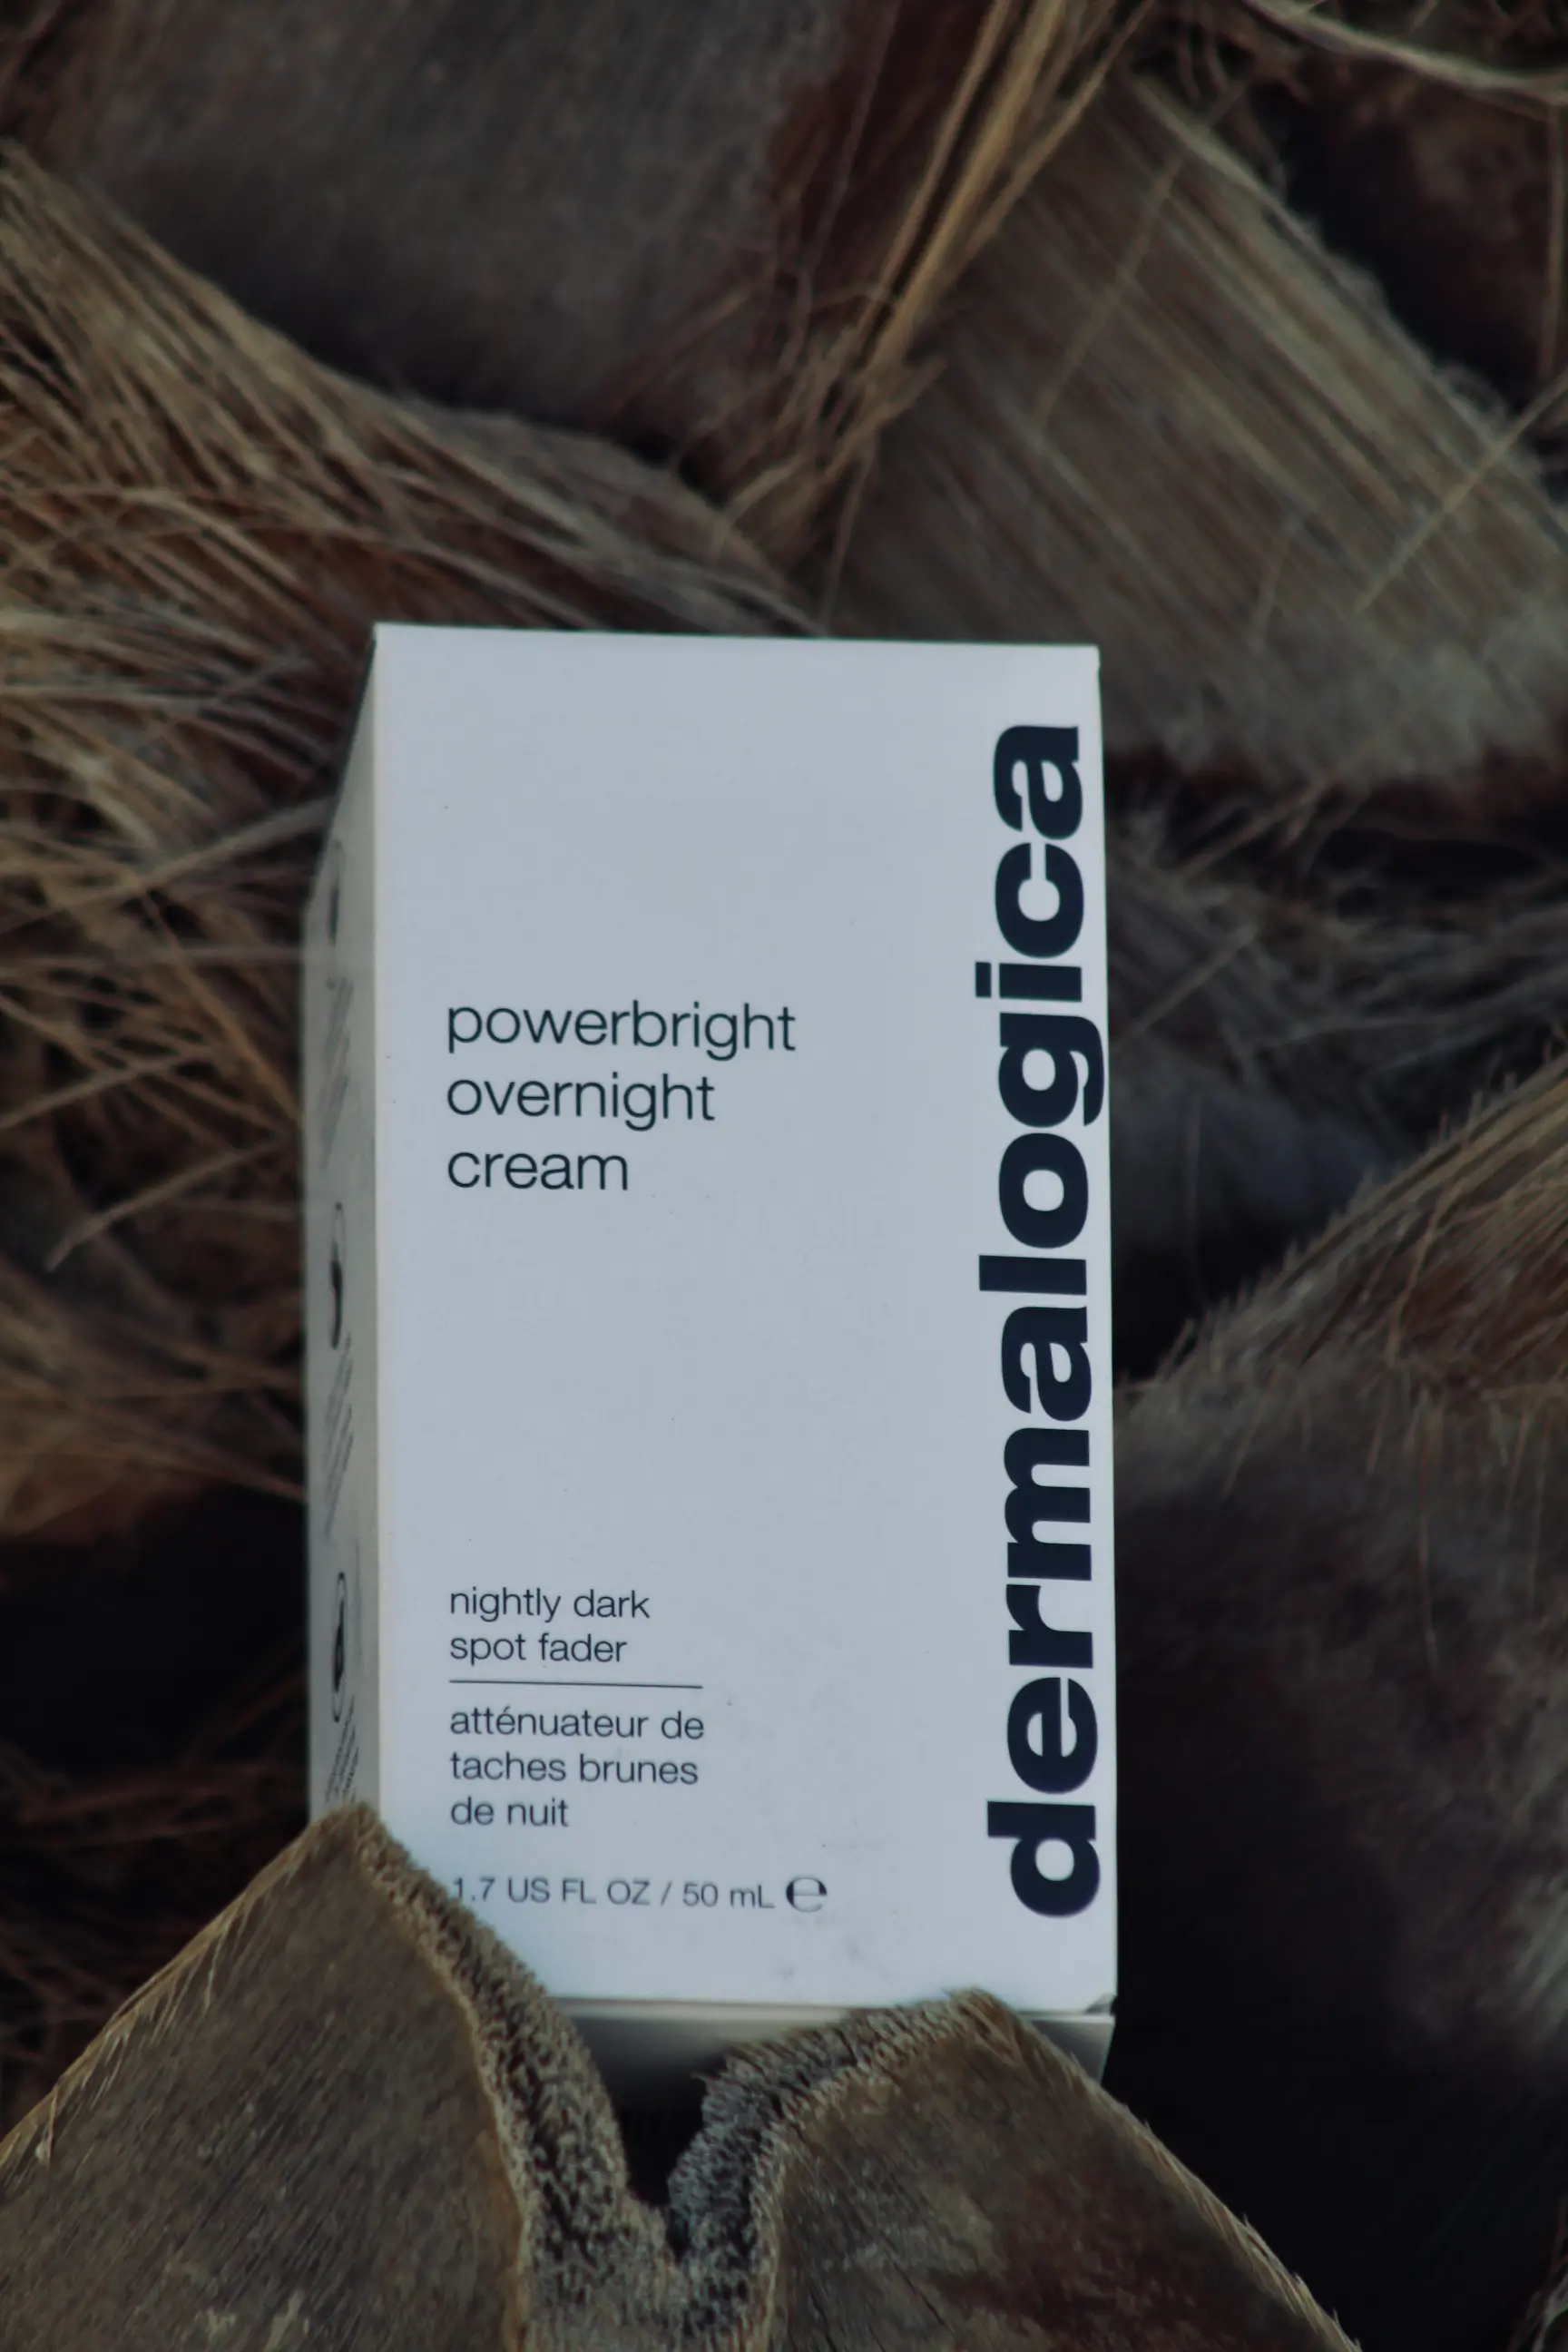 powerbright
overnight
cream
nightly dark
spot fader
atténuateur de
taches brunes
de nuit
1.7 US FL OZ / 50 mL ℮
dermalogica